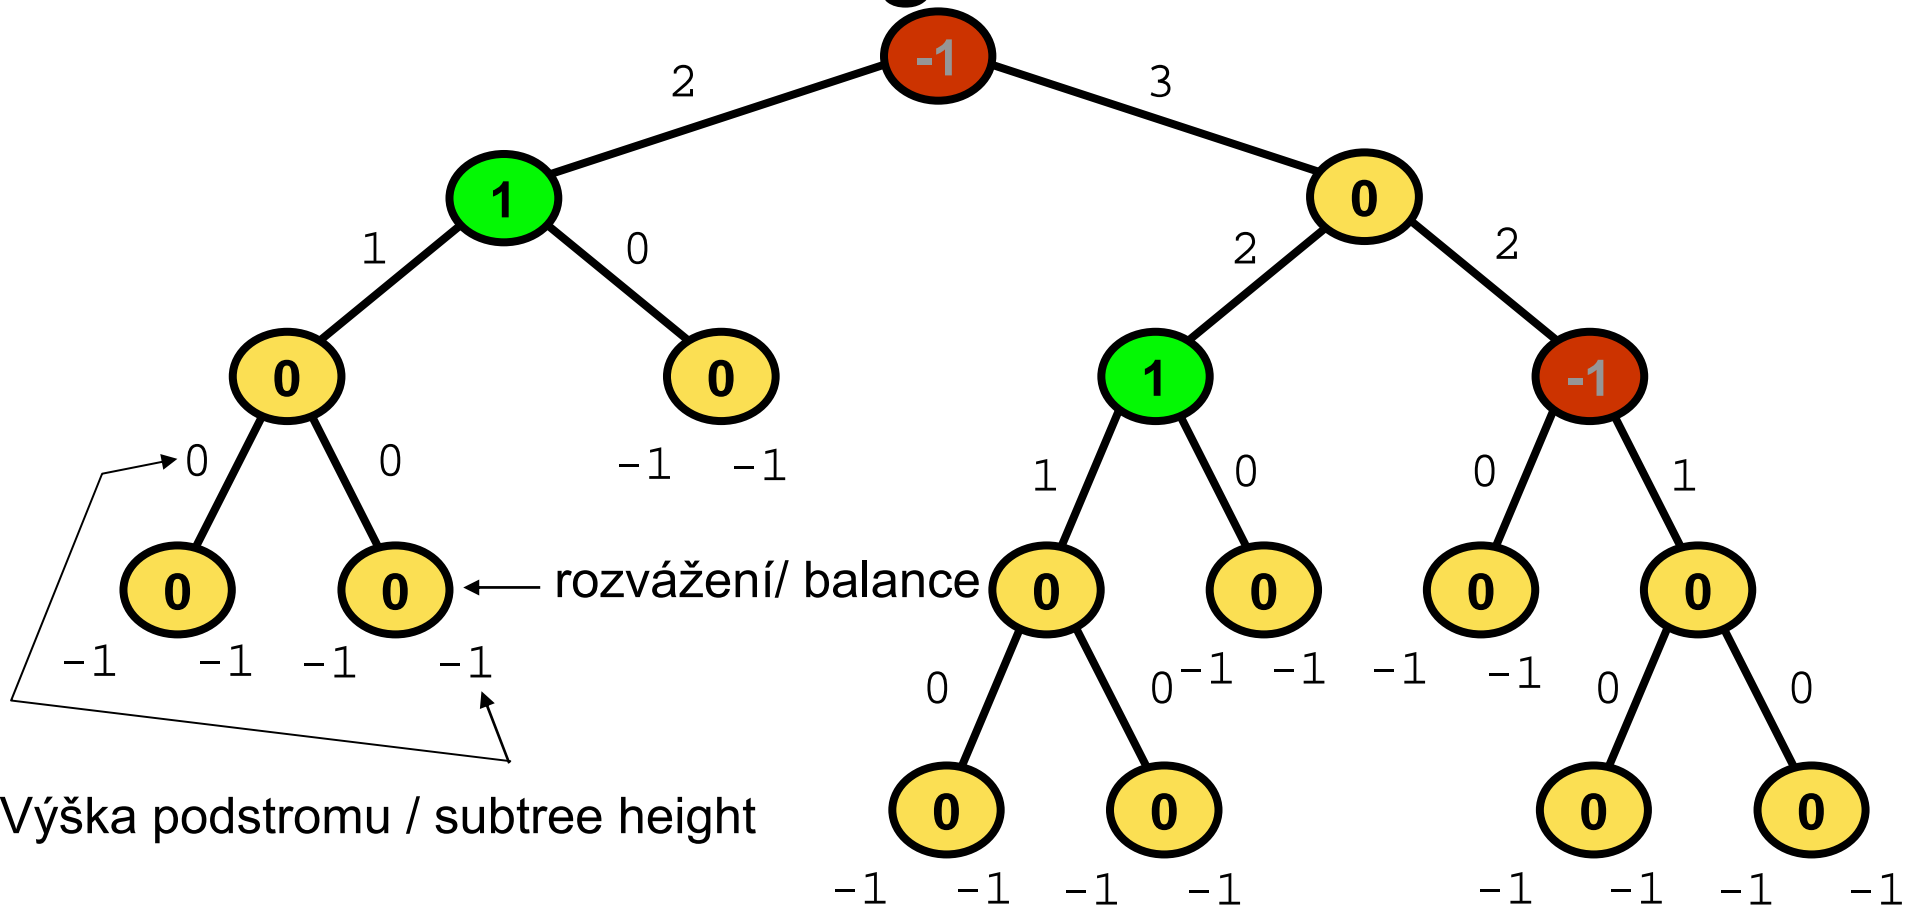 -1
2 3
1 0
1 0 2 2
0 0 1 -1
0 0 -1 -1 1 0 0 1
0 0 rozvážení/ balance 0 0 0 0
-1 -1 -1 -1 0 0 -1 -1 -1 -1 0 0
Výška podstromu / subtree height 0 0 0 0
-1 -1 -1 -1 -1 -1 -1 -1